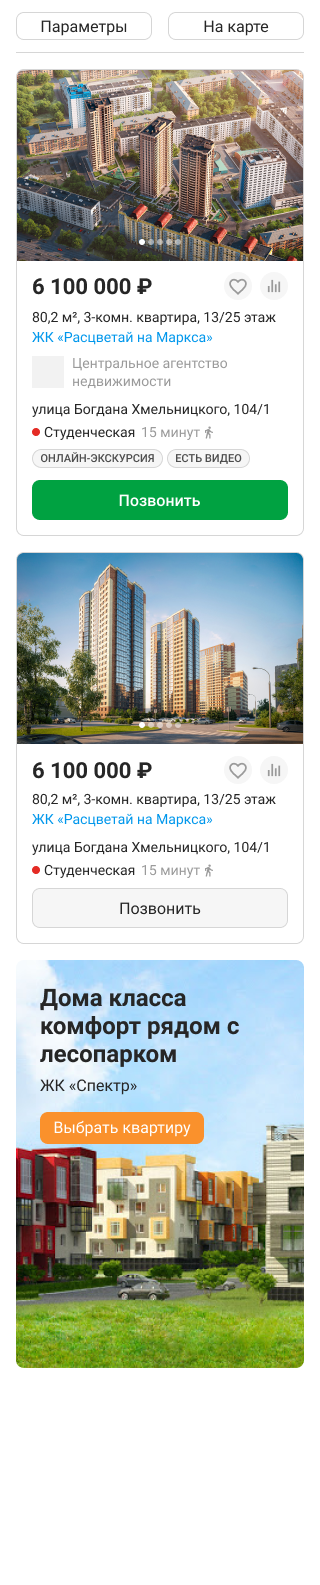 Параметры
На карте
6 100 000 ₽
80,2 м², 3-комн. квартира, 13/25 этаж
ЖК «Расцветай на Маркса»
Центральное агентство
недвижимости
улица Богдана Хмельницкого, 104/1
Студенческая 15 минут
ОНЛАЙН-ЭКСКУРСИЯ ЕСТЬ ВИДЕО
Позвонить
6 100 000 ₽
80,2 м², 3-комн. квартира, 13/25 этаж
ЖК «Расцветай на Маркса»
улица Богдана Хмельницкого, 104/1
Студенческая 15 минут
Позвонить
Дома класса
комфорт рядом с
лесопарком
ЖК «Спектр»
Выбрать квартиру